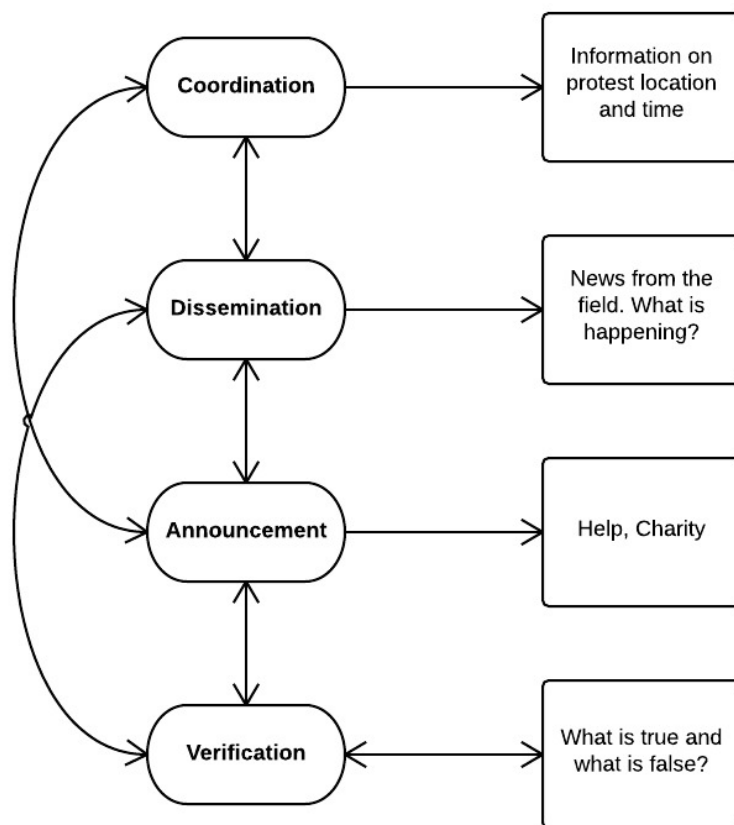 Coordination
Information on
protest location
and time
Dissemination
News from the
field. What is
happening?
Announcement
Help, Charity
Verification
What is true and
what is false?